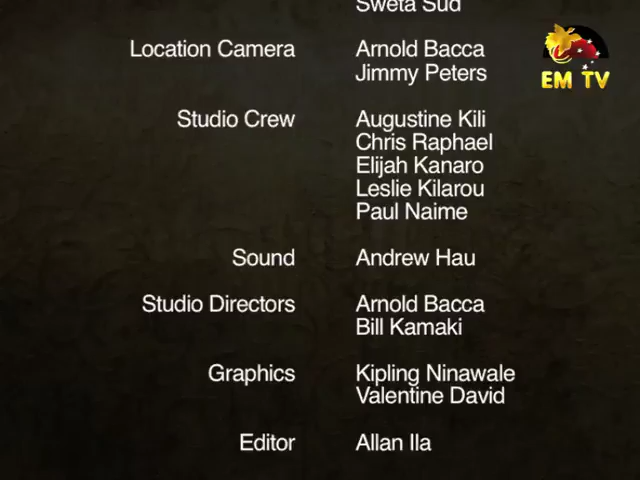 Sweta Sud
Location Camera Arnold Bacca
Jimmy Peters
EM TV
Studio Crew Augustine Kili
Chris Raphael
Elijah Kanaro
Leslie Kilarou
Paul Naime
Sound Andrew Hau
Studio Directors Arnold Bacca
Bill Kamaki
Graphics Kipling Ninawale
Valentine David
Editor Allan Ila